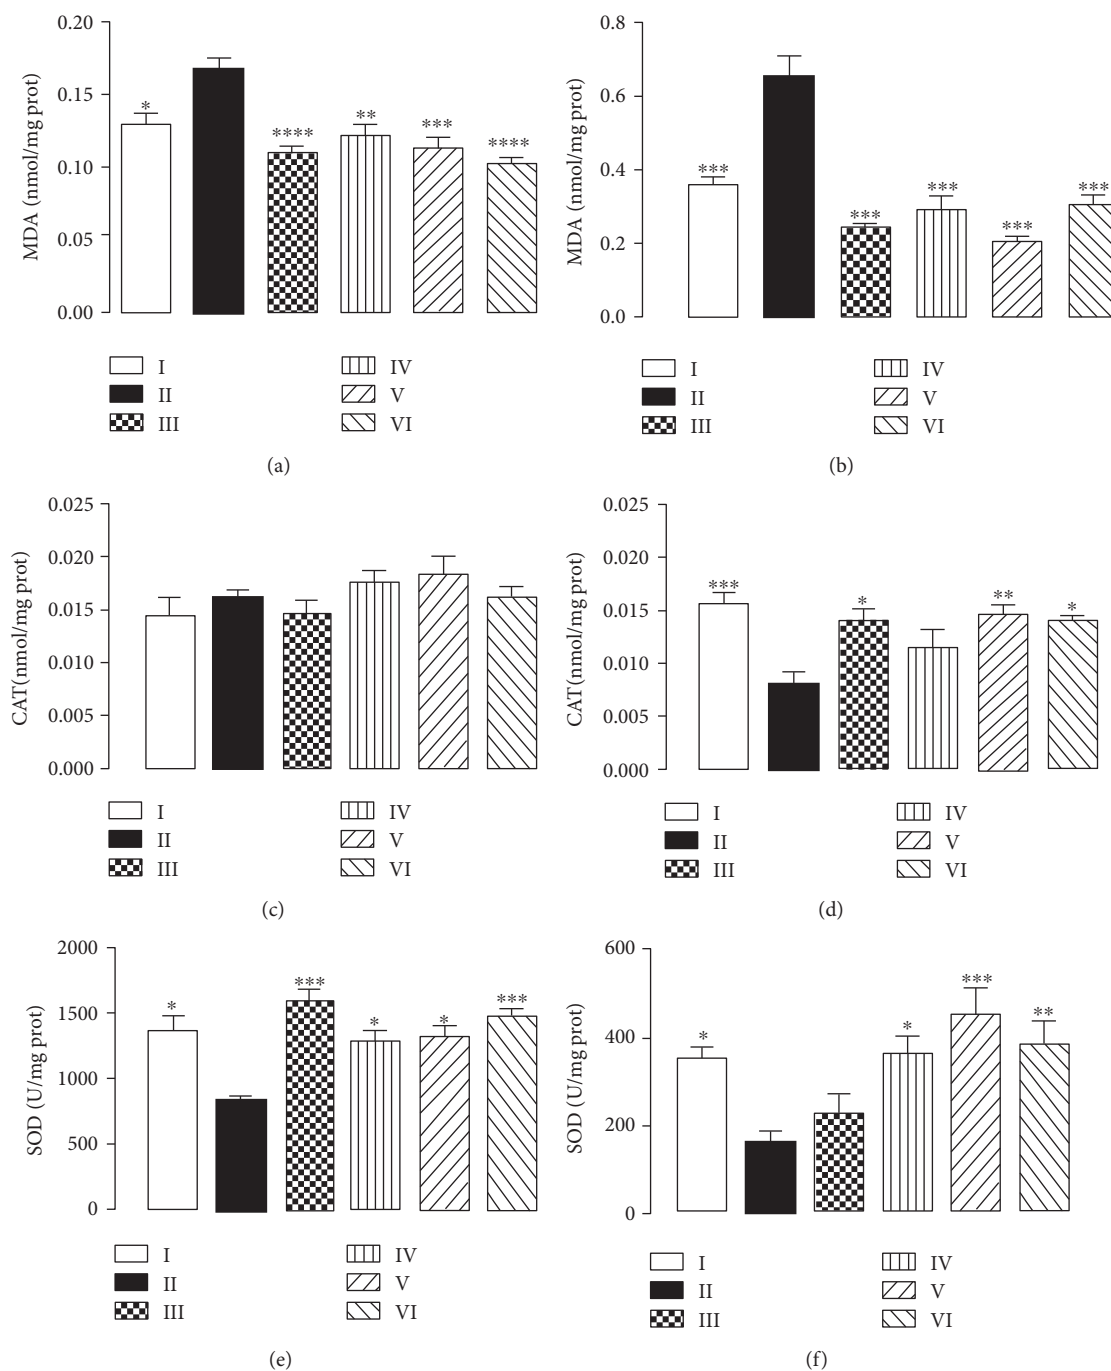 0.20
0.15
0.10
0.05
0.00
MDA (nmol/mg prot)
*
****
**
***
****
I
II
III
IV
V
VI
(a)
0.8
0.6
0.4
0.2
0.0
MDA (nmol/mg prot)
***
***
***
***
***
I
II
III
IV
V
VI
(b)
0.025
0.020
0.015
0.010
0.005
0.000
CAT(nmol/mg prot)
I
II
III
IV
V
VI
(c)
0.025
0.020
0.015
0.010
0.005
0.000
CAT(nmol/mg prot)
***
*
**
*
I
II
III
IV
V
VI
(d)
2000
1500
1000
500
0
SOD (U/mg prot)
*
***
*
*
***
I
II
III
IV
V
VI
(e)
600
400
200
0
SOD (U/mg prot)
*
*
***
**
I
II
III
IV
V
VI
(f)